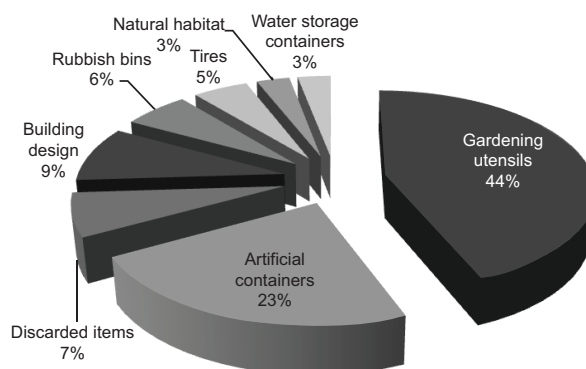 Natural habitat
3%
Water storage
containers
3%
Tires
5%
Rubbish bins
6%
Building
design
9%
Gardening
utensils
44%
Artificial
containers
23%
Discarded items
7%